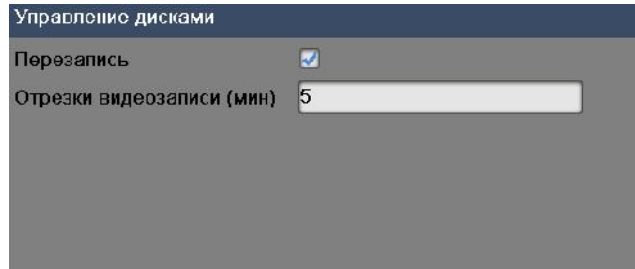 Управление дисками
Перезапись
Отрезки видеозаписи (мин) 5